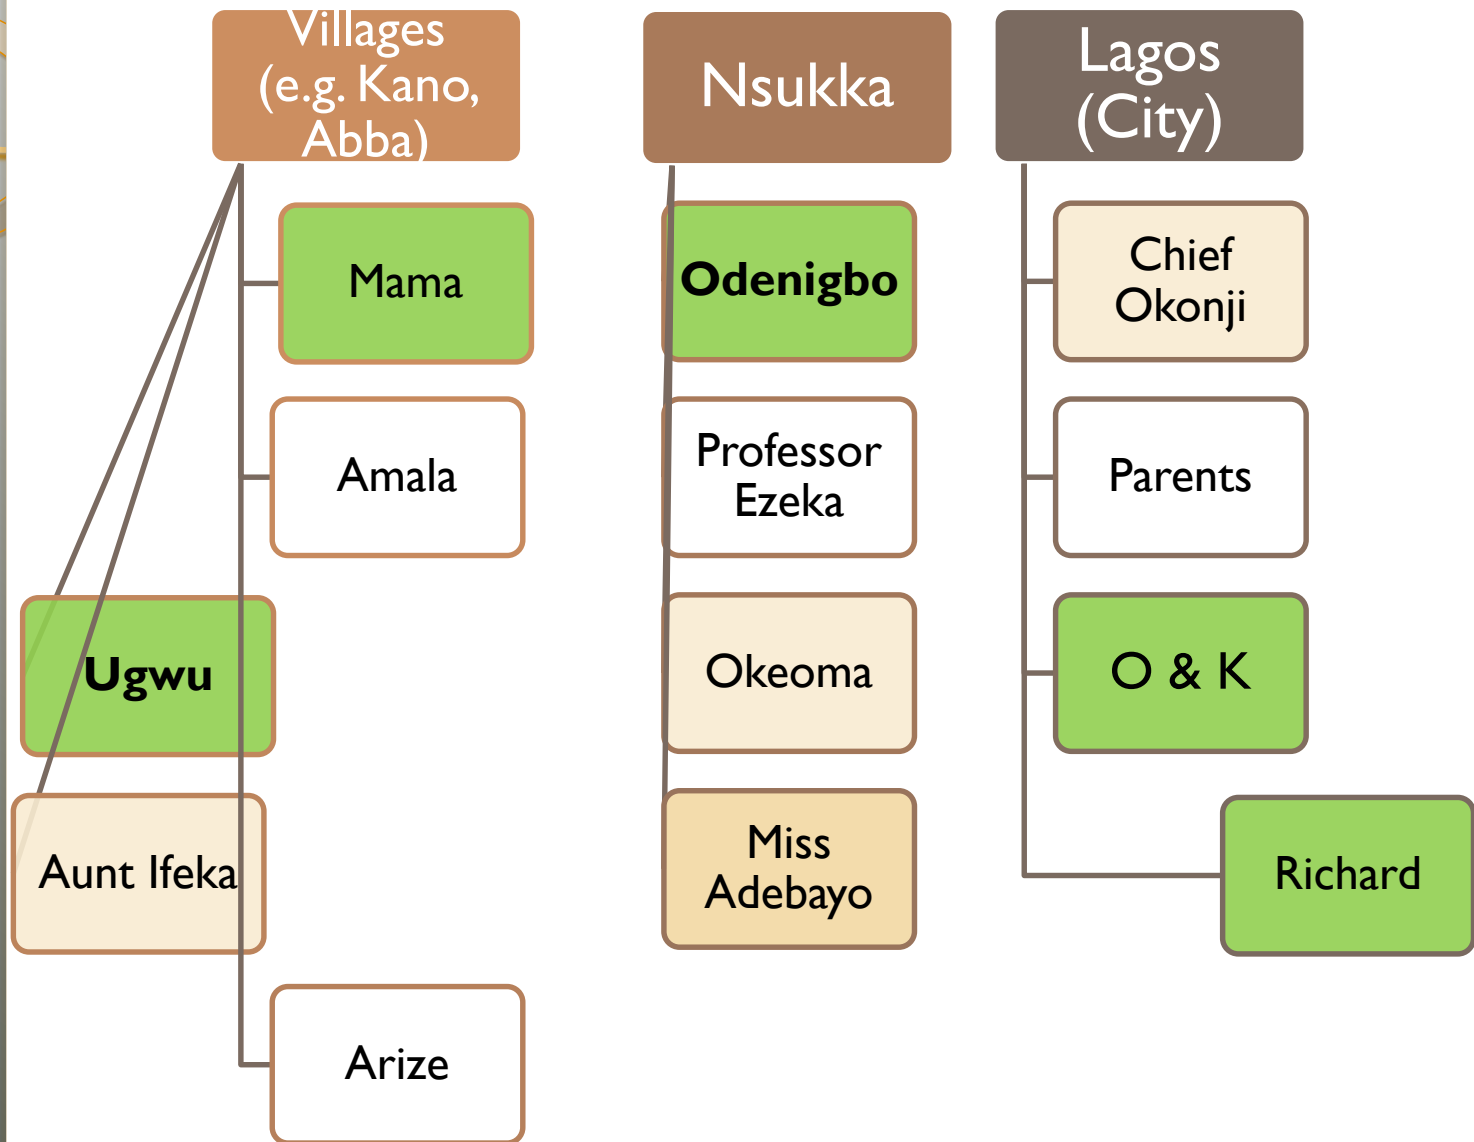 Villages
(e.g. Kano,
Abba)
Mama
Amala
Ugwu
Aunt Ifeka
Arize
Nsukka
Odenigbo
Professor
Ezeka
Okeoma
Miss
Adebayo
Lagos
(City)
Chief
Okonji
Parents
O & K
Richard